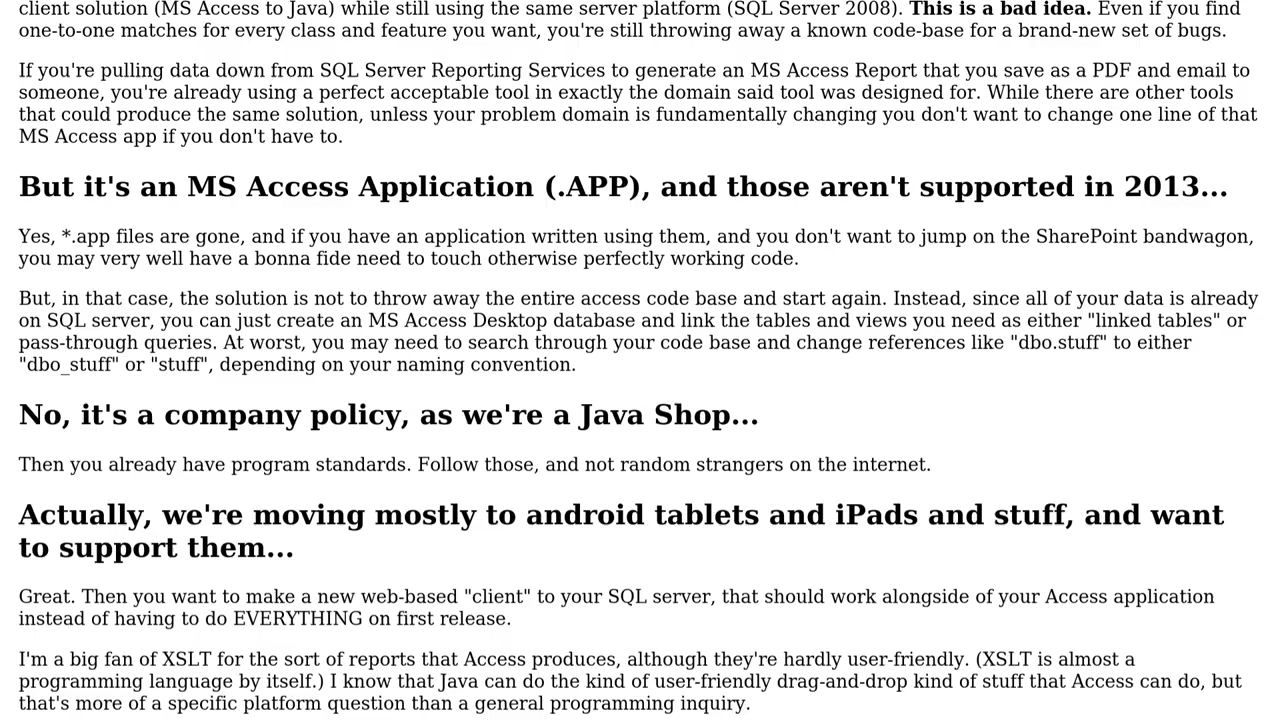 client solution (MS Access to Java) while still using the same server platform (SQL Server 2008). This is a bad idea. Even if you find
one-to-one matches for every class and feature you want, you're still throwing away a known code-base for a brand-new set of bugs.
If you're pulling data down from SQL Server Reporting Services to generate an MS Access Report that you save as a PDF and email to
someone, you're already using a perfect acceptable tool in exactly the domain said tool was designed for. While there are other tools
that could produce the same solution, unless your problem domain is fundamentally changing you don't want to change one line of that
MS Access app if you don't have to.
But it's an MS Access Application (.APP), and those aren't supported in 2013...
Yes, *.app files are gone, and if you have an application written using them, and you don't want to jump on the SharePoint bandwagon,
you may very well have a bonna fide need to touch otherwise perfectly working code.
But, in that case, the solution is not to throw away the entire access code base and start again. Instead, since all of your data is already
on SQL server, you can just create an MS Access Desktop database and link the tables and views you need as either "linked tables" or
pass-through queries. At worst, you may need to search through your code base and change references like "dbo.stuff" to either
"dbo_stuff" or "stuff", depending on your naming convention.
No, it's a company policy, as we're a Java Shop...
Then you already have program standards. Follow those, and not random strangers on the internet.
Actually, we're moving mostly to android tablets and iPads and stuff, and want
to support them...
Great. Then you want to make a new web-based "client" to your SQL server, that should work alongside of your Access application
instead of having to do EVERYTHING on first release.
I'm a big fan of XSLT for the sort of reports that Access produces, although they're hardly user-friendly. (XSLT is almost a
programming language by itself.) I know that Java can do the kind of user-friendly drag-and-drop kind of stuff that Access can do, but
that's more of a specific platform question than a general programming inquiry.